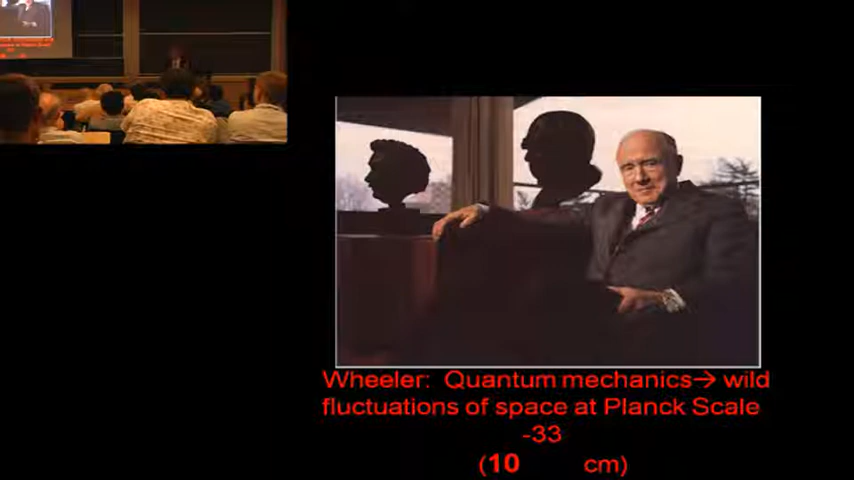 Wheeler: Quantum mechanics→ wild
fluctuations of space at Planck Scale
-33
(10 cm)